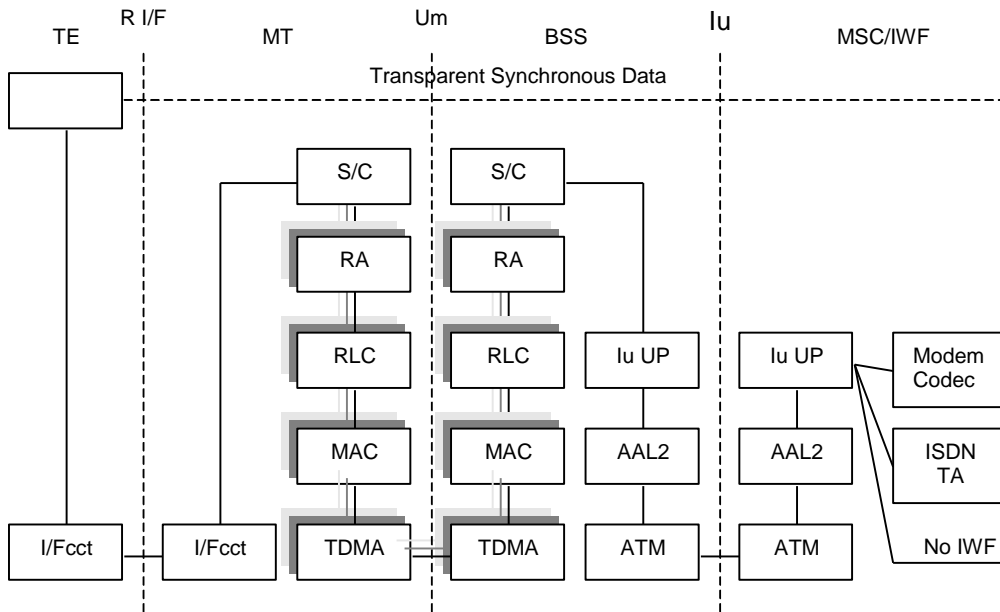 R I/F Um Iu
TE MT BSS MSC/IWF
Transparent Synchronous Data
S/C S/C
RA RA
RLC RLC Iu UP Iu UP Modem
Codec
MAC MAC AAL2 AAL2 ISDN
TA
I/Fcct I/Fcct TDMA TDMA ATM ATM No IWF